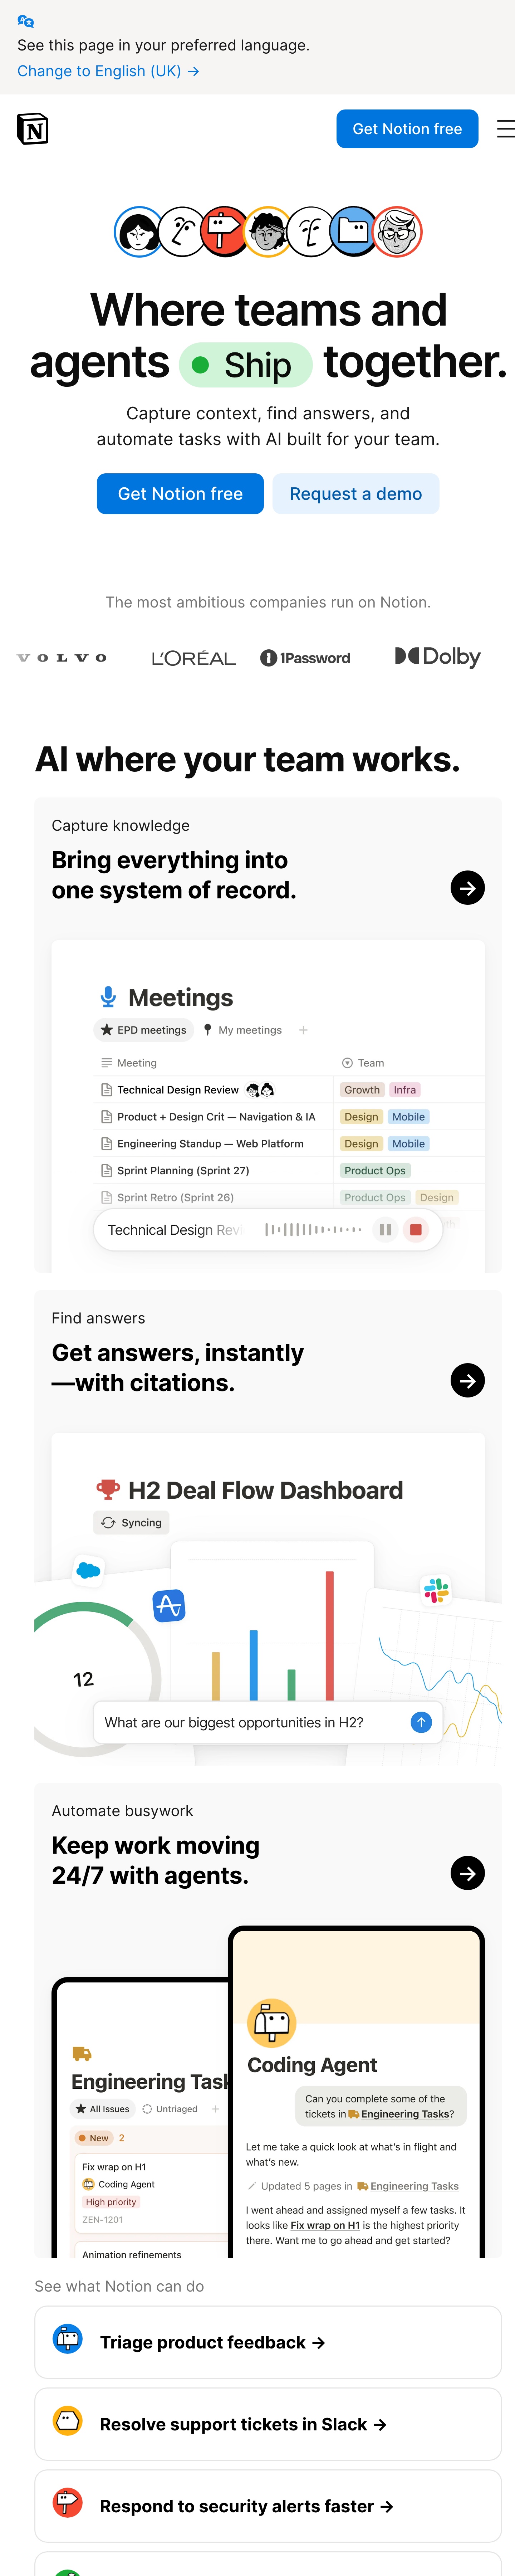 See this page in your preferred language.
Change to English (UK) →
N
Get Notion free
Where teams and
agents Ship together.
Capture context, find answers, and
automate tasks with AI built for your team.
Get Notion free
Request a demo
The most ambitious companies run on Notion.
VOLVO
L'ORÉAL
1Password
Dolby
AI where your team works.
Capture knowledge
Bring everything into
one system of record.
Meetings
EPD meetings
My meetings
Meeting
Team
Technical Design Review
Growth Infra
Product + Design Crit — Navigation & IA
Design Mobile
Engineering Standup — Web Platform
Design Mobile
Sprint Planning (Sprint 27)
Product Ops
Sprint Retro (Sprint 26)
Product Ops Design
Technical Design Revi
Find answers
Get answers, instantly
—with citations.
H2 Deal Flow Dashboard
Syncing
12
What are our biggest opportunities in H2?
Automate busywork
Keep work moving
24/7 with agents.
Engineering Task
All Issues
Untriaged
New 2
Fix wrap on H1
Coding Agent
High priority
ZEN-1201
Animation refinements
Coding Agent
Can you complete some of the
tickets in Engineering Tasks?
Let me take a quick look at what's in flight and
what's new.
Updated 5 pages in Engineering Tasks
I went ahead and assigned myself a few tasks. It
looks like Fix wrap on H1 is the highest priority
there. Want me to go ahead and get started?
See what Notion can do
Triage product feedback →
Resolve support tickets in Slack →
Respond to security alerts faster →